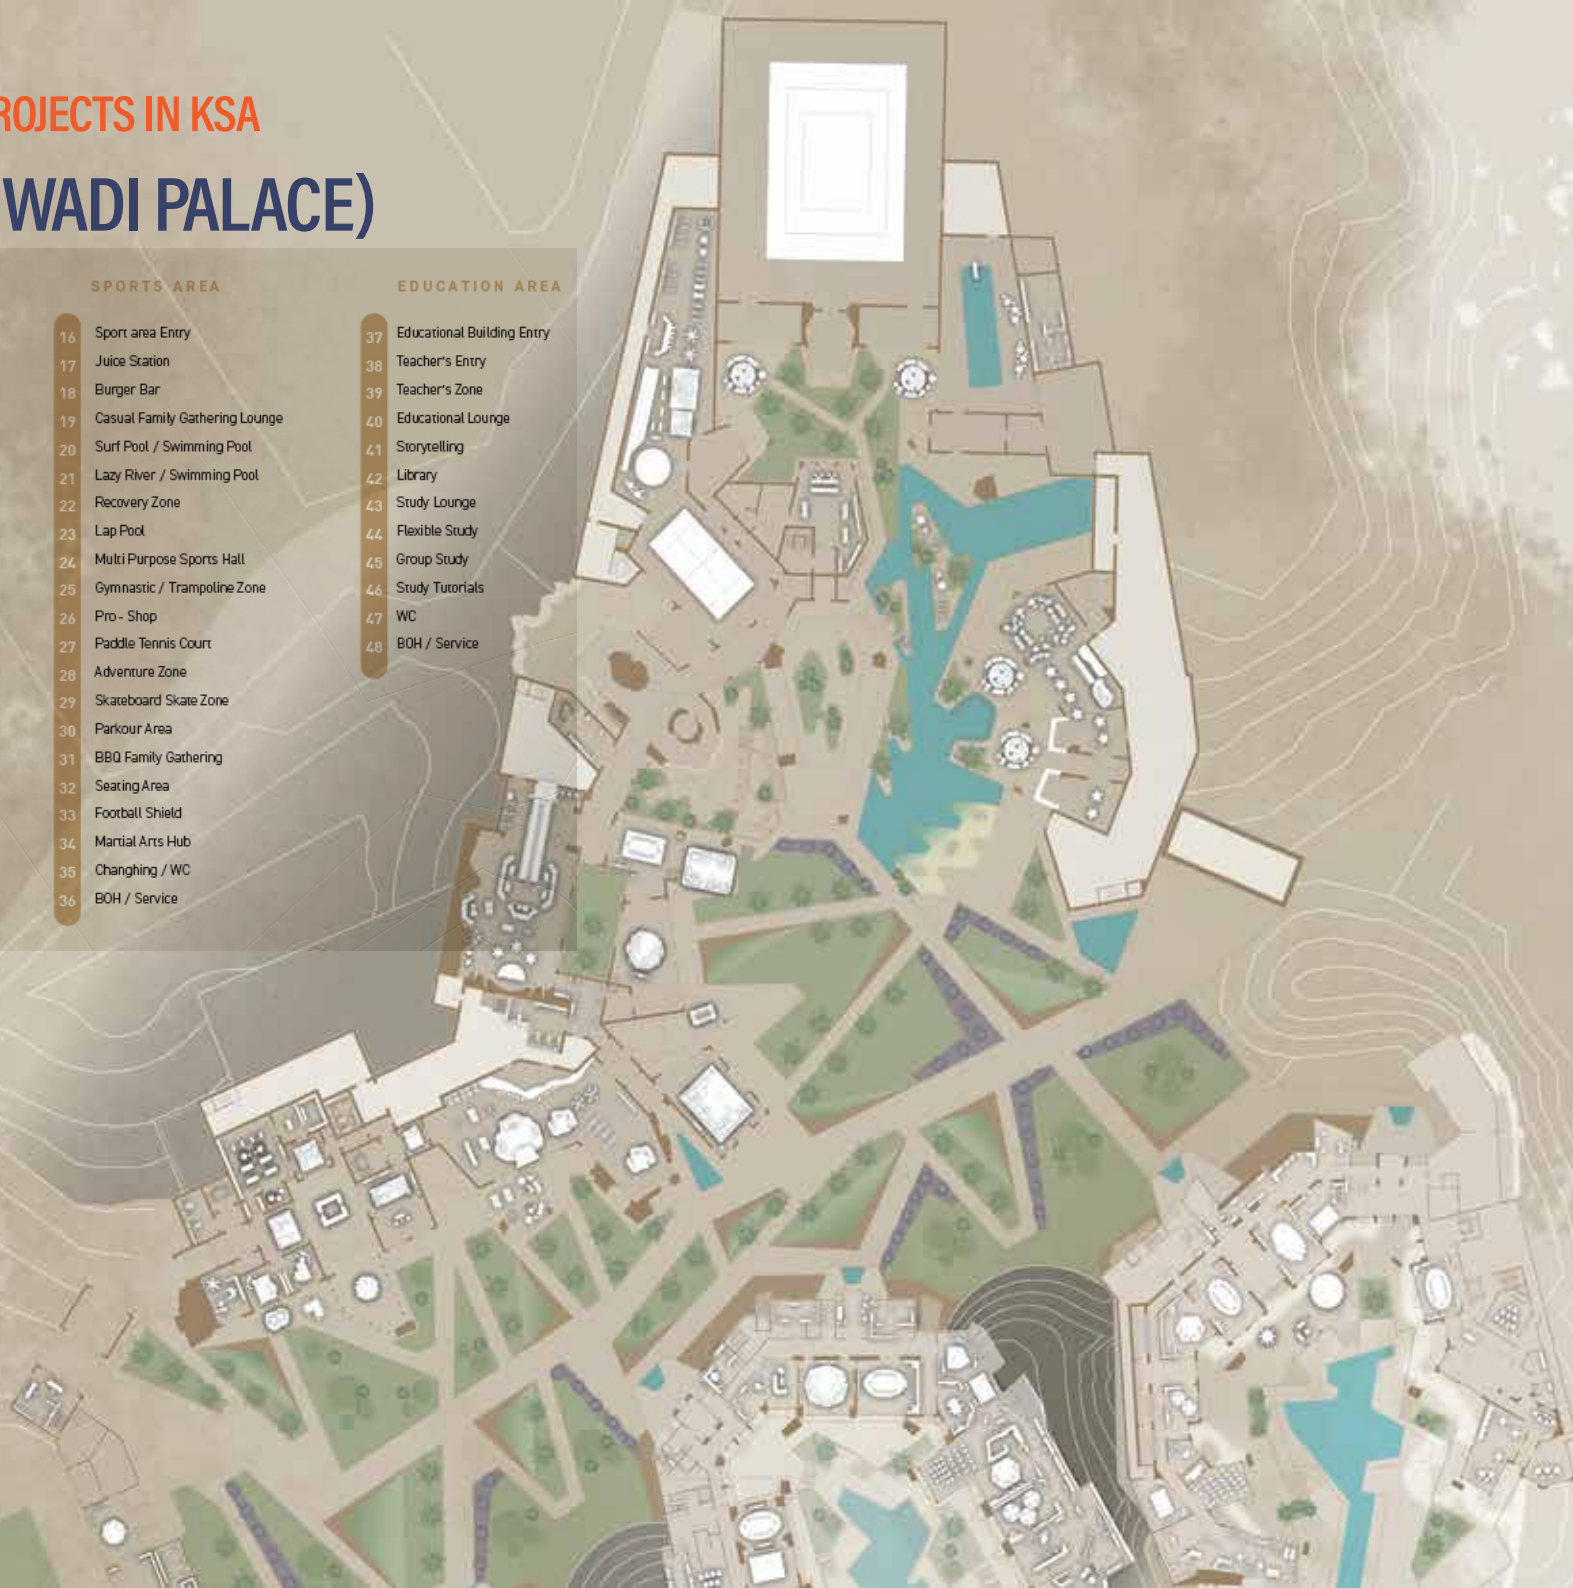 ROJECTS IN KSA
WADI PALACE)
SPORTS AREA
16 Sport area Entry
17 Juice Station
18 Burger Bar
19 Casual Family Gathering Lounge
20 Surf Pool / Swimming Pool
21 Lazy River / Swimming Pool
22 Recovery Zone
23 Lap Pool
24 Multi Purpose Sports Hall
25 Gymnastic / Trampoline Zone
26 Pro - Shop
27 Paddle Tennis Court
28 Adventure Zone
29 Skateboard Skate Zone
30 Parkour Area
31 BBQ Family Gathering
32 Seating Area
33 Football Shield
34 Martial Arts Hub
35 Changhing / WC
36 BOH / Service
EDUCATION AREA
37 Educational Building Entry
38 Teacher's Entry
39 Teacher's Zone
40 Educational Lounge
41 Storytelling
42 Library
43 Study Lounge
44 Flexible Study
45 Group Study
46 Study Tutorials
47 WC
48 BOH / Service